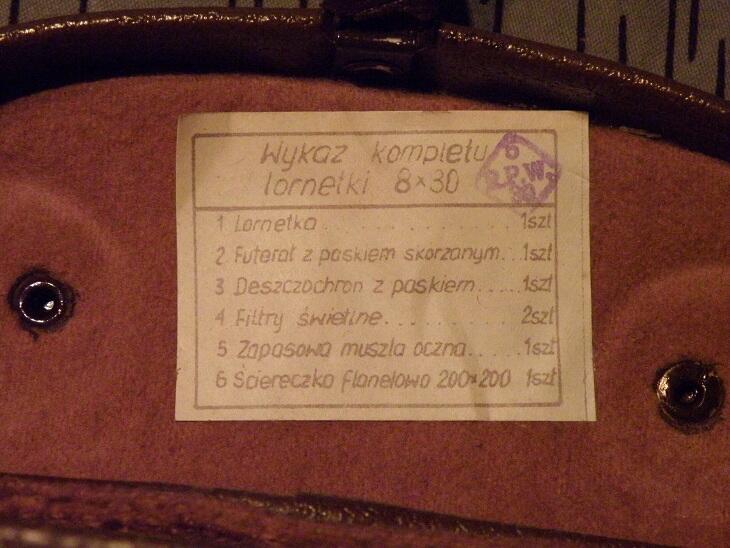 Wykaz kompletu
lornetki 8×30
1 Lornetka.................1szt
2 Futerał z paskiem skórzanym..1szt
3 Deszczochron z paskiem.....1szt
4 Filtry świetlne............2szt
5 Zapasowa muszla oczna.....1szt
6 Ściereczka flanelowa 200×200 1szt
6